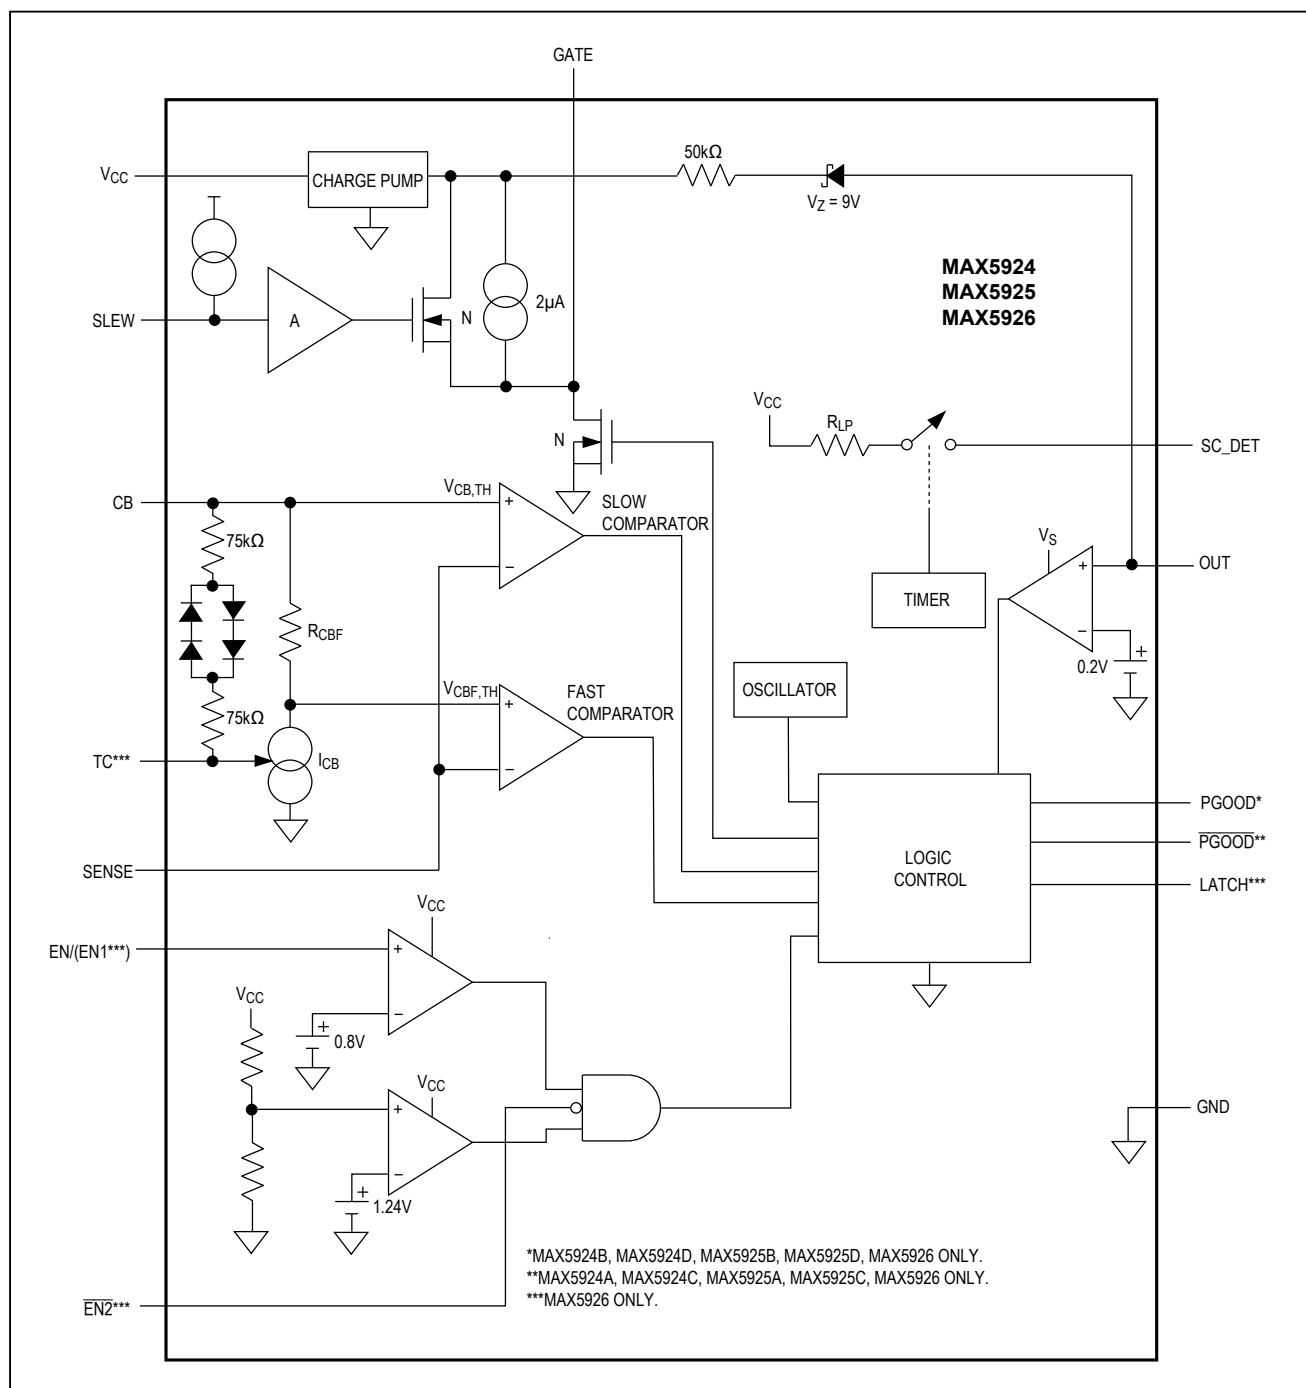 GATE
VCC
CHARGE PUMP
50kΩ
VZ = 9V
MAX5924
MAX5925
MAX5926
SLEW
A
N
2µA
VCC
RLP
SC_DET
N
CB
VCB,TH
+
−
SLOW
COMPARATOR
75kΩ
RCBF
TIMER
VS
+
−
OUT
0.2V
+
OSCILLATOR
75kΩ
VCBF,TH
+
−
FAST
COMPARATOR
TC***
ICB
PGOOD*
P̅G̅O̅O̅D̅**
LATCH***
LOGIC
CONTROL
SENSE
VCC
EN/(EN1***)
+
−
VCC
+
0.8V
VCC
+
−
+
1.24V
GND
*MAX5924B, MAX5924D, MAX5925B, MAX5925D, MAX5926 ONLY.
**MAX5924A, MAX5924C, MAX5925A, MAX5925C, MAX5926 ONLY.
***MAX5926 ONLY.
E̅N̅2̅***